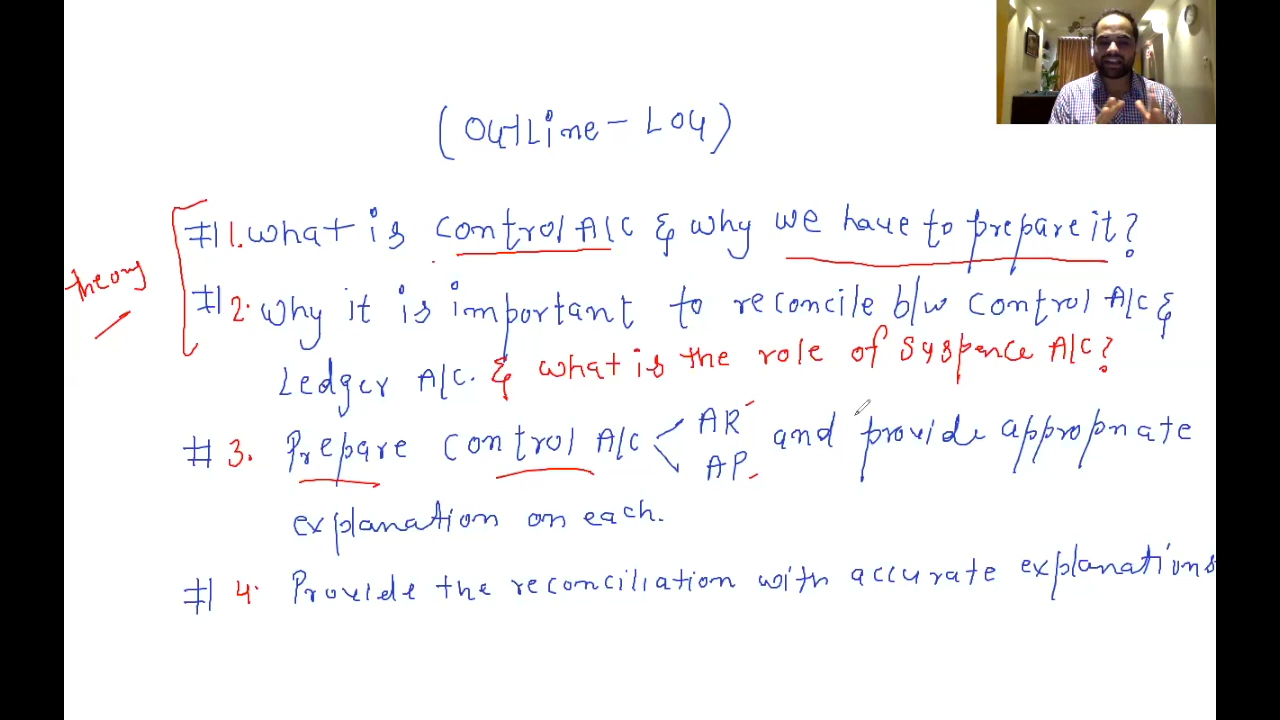 (OutLine - LO4)
#1. what is control A/C & why we have to prepare it?
theory
#2. why it is important to reconcile b/w control A/C &
Ledger A/C. & what is the role of Suspence A/C?
#3. Prepare control A/C AR and provide appropriate
AP
explanation on each.
#4. Provide the reconciliation with accurate explanations